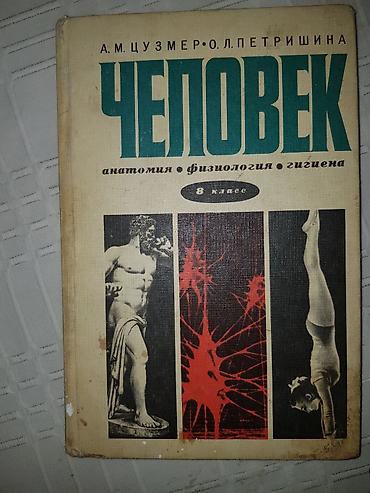 А.М.ЦУЗМЕР•О.Л.ПЕТРИШИНА
ЧЕЛОВЕК
анатомия • физиология • гигиена
8 класс